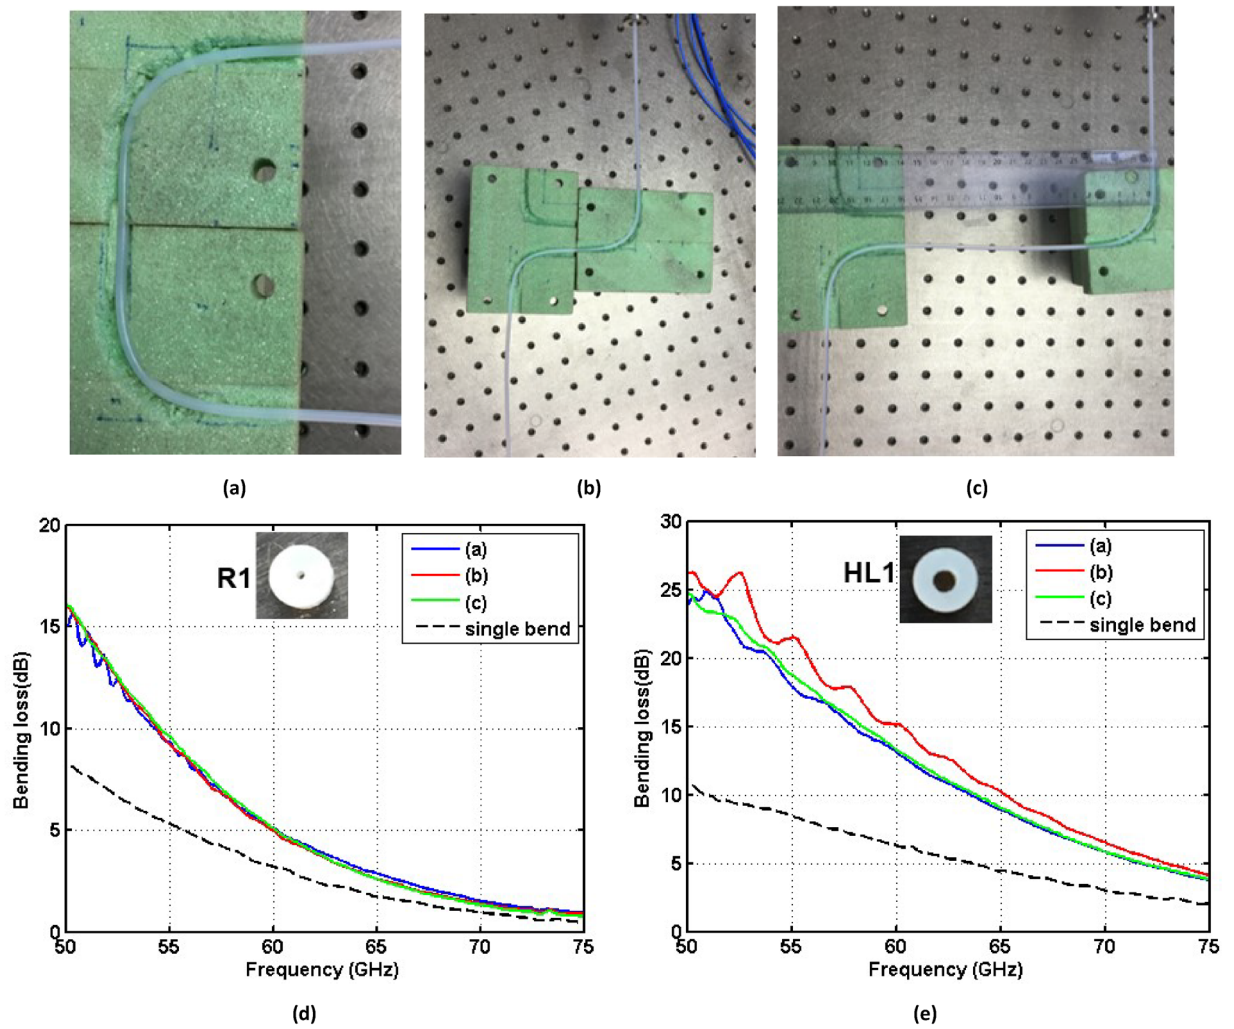 (a)
(b)
(c)
20
15
10
5
0
Bending loss(dB)
R1
(a)
(b)
(c)
single bend
50
55
60
65
70
75
Frequency (GHz)
(d)
30
25
20
15
10
5
0
Bending loss(dB)
HL1
(a)
(b)
(c)
single bend
50
55
60
65
70
75
Frequency (GHz)
(e)